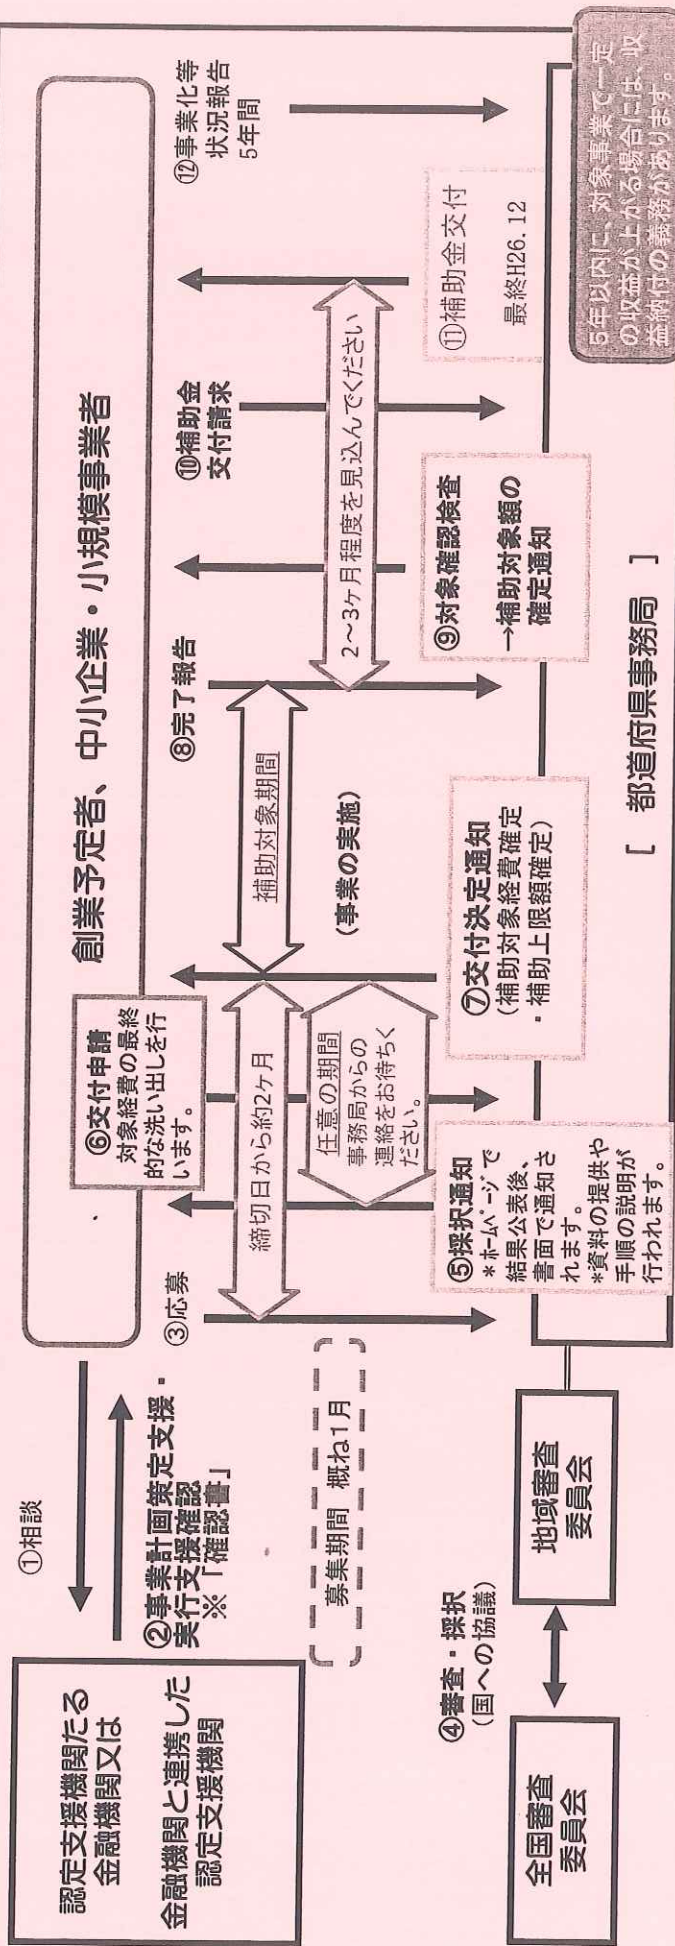 認定支援機関たる
金融機関又は
金融機関と連携した
認定支援機関
①相談
②事業計画策定支援・
実行支援確認
※「確認書」
創業予定者、中小企業・小規模事業者
募集期間 概ね1月
③応募
④審査・採択
(国への協議)
全国審査
委員会
地域審査
委員会
⑤採択通知
*ホームページで
結果公表後、
書面で通知さ
れます。
*資料の提供や
手順の説明が
行われます。
⑥交付申請
対象経費の最終
的な洗い出しを行
います。
締切日から約2ヶ月
任意の期間
事務局からの
連絡をお待ちく
ださい。
⑦交付決定通知
(補助対象経費確定
・補助上限額確定)
補助対象期間
(事業の実施)
⑧完了報告
⑨対象確認検査
→補助対象額の
確定通知
2〜3ヶ月程度を見込んでください
⑩補助金
交付請求
⑪補助金交付
最終H26.12
⑫事業化等
状況報告
5年間
[ 都道府県事務局 ]
5年以内に、対象事業で一定
の収益が上がる場合には、収
益納付の義務があります。